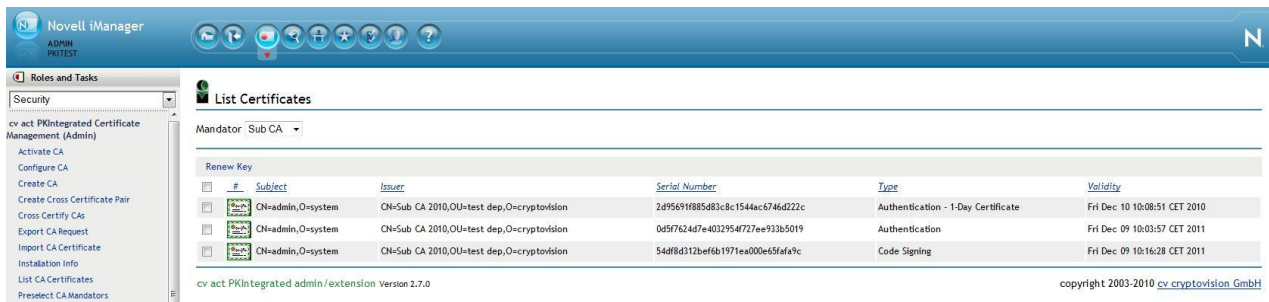 Novell iManager
ADMIN
PKITEST
N
Roles and Tasks
Security
cv act PKIntegrated Certificate
Management (Admin)
Activate CA
Configure CA
Create CA
Create Cross Certificate Pair
Cross Certify CAs
Export CA Request
Import CA Certificate
Installation Info
List CA Certificates
Preselect CA Mandators
List Certificates
Mandator Sub CA
Renew Key
# Subject Issuer Serial Number Type Validity
CN=admin,O=system CN=Sub CA 2010,OU=test dep,O=cryptovision 2d95691f885d83c8c1544ac6746d222c Authentication - 1-Day Certificate Fri Dec 10 10:08:51 CET 2010
CN=admin,O=system CN=Sub CA 2010,OU=test dep,O=cryptovision 0d5f7624d7e4032954f727ee933b5019 Authentication Fri Dec 09 10:03:57 CET 2011
CN=admin,O=system CN=Sub CA 2010,OU=test dep,O=cryptovision 54df8d312bef6b1971ea000e65fafa9c Code Signing Fri Dec 09 10:16:28 CET 2011
cv act PKIntegrated admin/extension Version 2.7.0 copyright 2003-2010 cv cryptovision GmbH